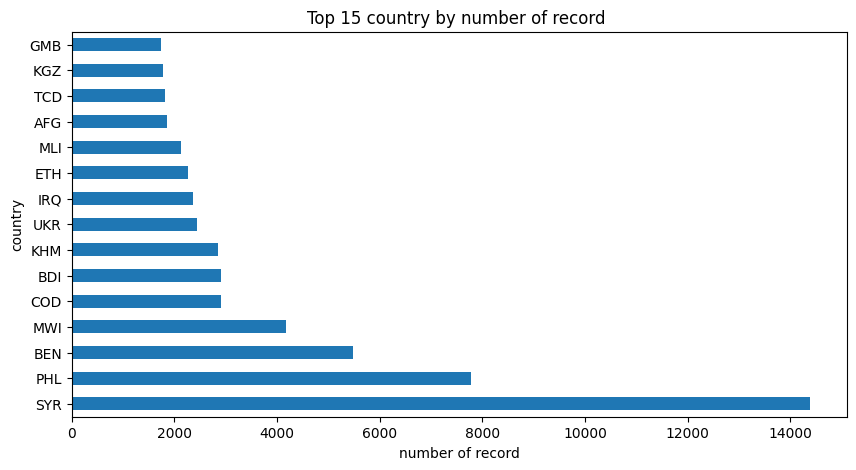 Top 15 country by number of record
country
GMB
KGZ
TCD
AFG
MLI
ETH
IRQ
UKR
KHM
BDI
COD
MWI
BEN
PHL
SYR
0 2000 4000 6000 8000 10000 12000 14000
number of record